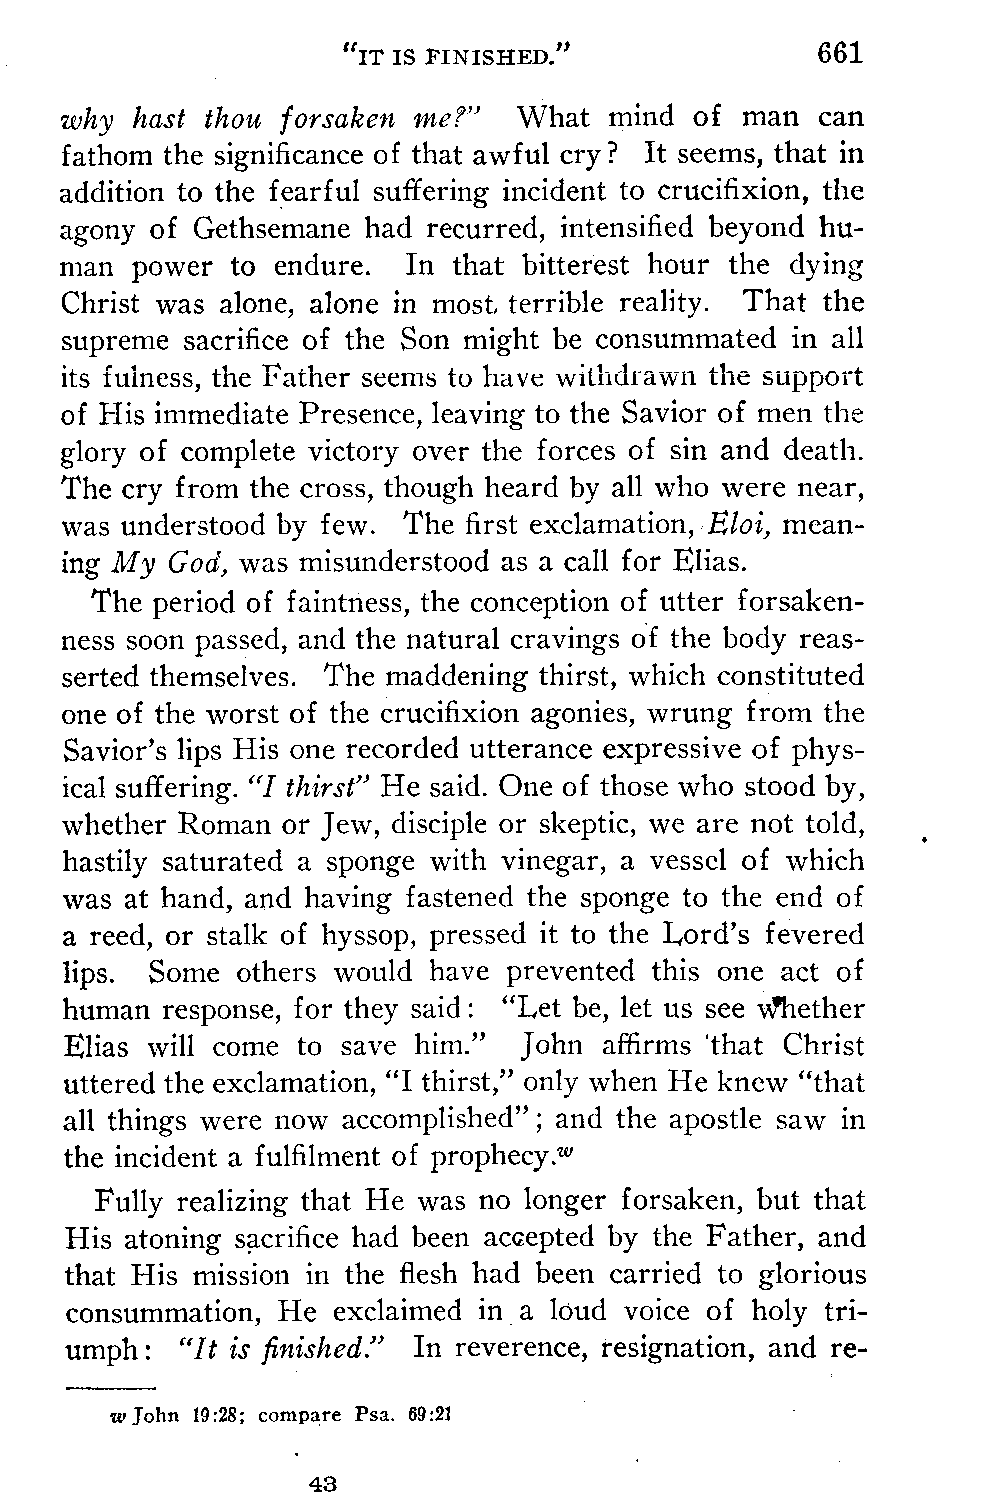 "IT IS FINISHED." 661
why hast thou forsaken me?" What mind of man can
fathom the significance of that awful cry? It seems, that in
addition to the fearful suffering incident to crucifixion, the
agony of Gethsemane had recurred, intensified beyond hu-
man power to endure. In that bitterest hour the dying
Christ was alone, alone in most terrible reality. That the
supreme sacrifice of the Son might be consummated in all
its fulness, the Father seems to have withdrawn the support
of His immediate Presence, leaving to the Savior of men the
glory of complete victory over the forces of sin and death.
The cry from the cross, though heard by all who were near,
was understood by few. The first exclamation, Eloi, mean-
ing My God, was misunderstood as a call for Elias.
The period of faintness, the conception of utter forsaken-
ness soon passed, and the natural cravings of the body reas-
serted themselves. The maddening thirst, which constituted
one of the worst of the crucifixion agonies, wrung from the
Savior's lips His one recorded utterance expressive of phys-
ical suffering. "I thirst" He said. One of those who stood by,
whether Roman or Jew, disciple or skeptic, we are not told,
hastily saturated a sponge with vinegar, a vessel of which
was at hand, and having fastened the sponge to the end of
a reed, or stalk of hyssop, pressed it to the Lord's fevered
lips. Some others would have prevented this one act of
human response, for they said: "Let be, let us see whether
Elias will come to save him." John affirms that Christ
uttered the exclamation, "I thirst," only when He knew "that
all things were now accomplished"; and the apostle saw in
the incident a fulfilment of prophecy.w
Fully realizing that He was no longer forsaken, but that
His atoning sacrifice had been accepted by the Father, and
that His mission in the flesh had been carried to glorious
consummation, He exclaimed in a loud voice of holy tri-
umph: "It is finished." In reverence, resignation, and re-
w John 19:28; compare Psa. 69:21
43